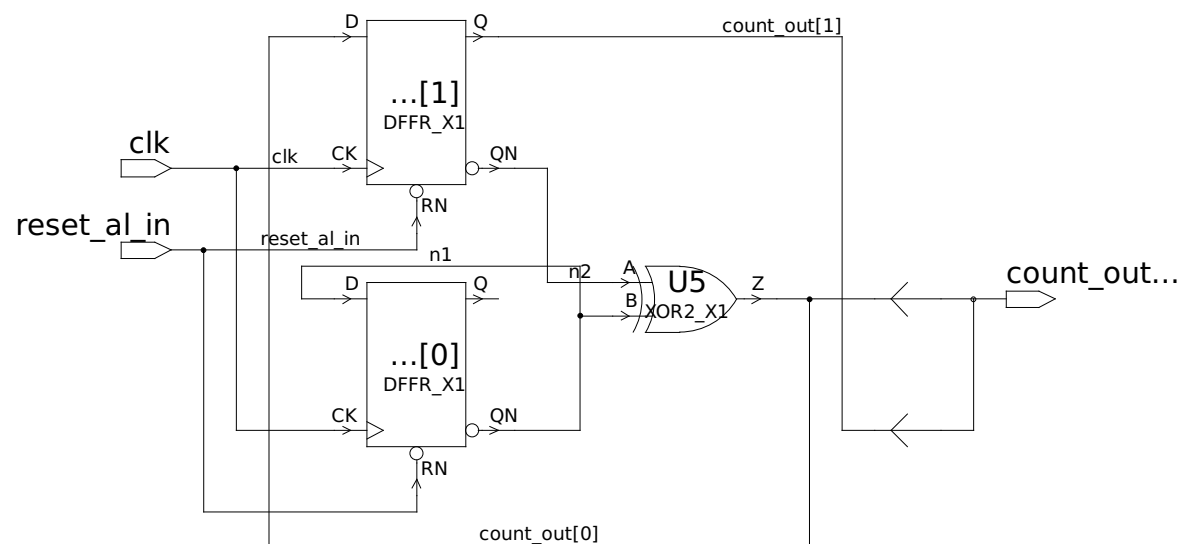 D
Q
count_out[1]
...[1]
DFFR_X1
clk
clk
CK
QN
RN
reset_al_in
reset_al_in
n1
n2
A
D
Q
U5
Z
count_out...
B
XOR2_X1
...[0]
DFFR_X1
CK
QN
RN
count_out[0]